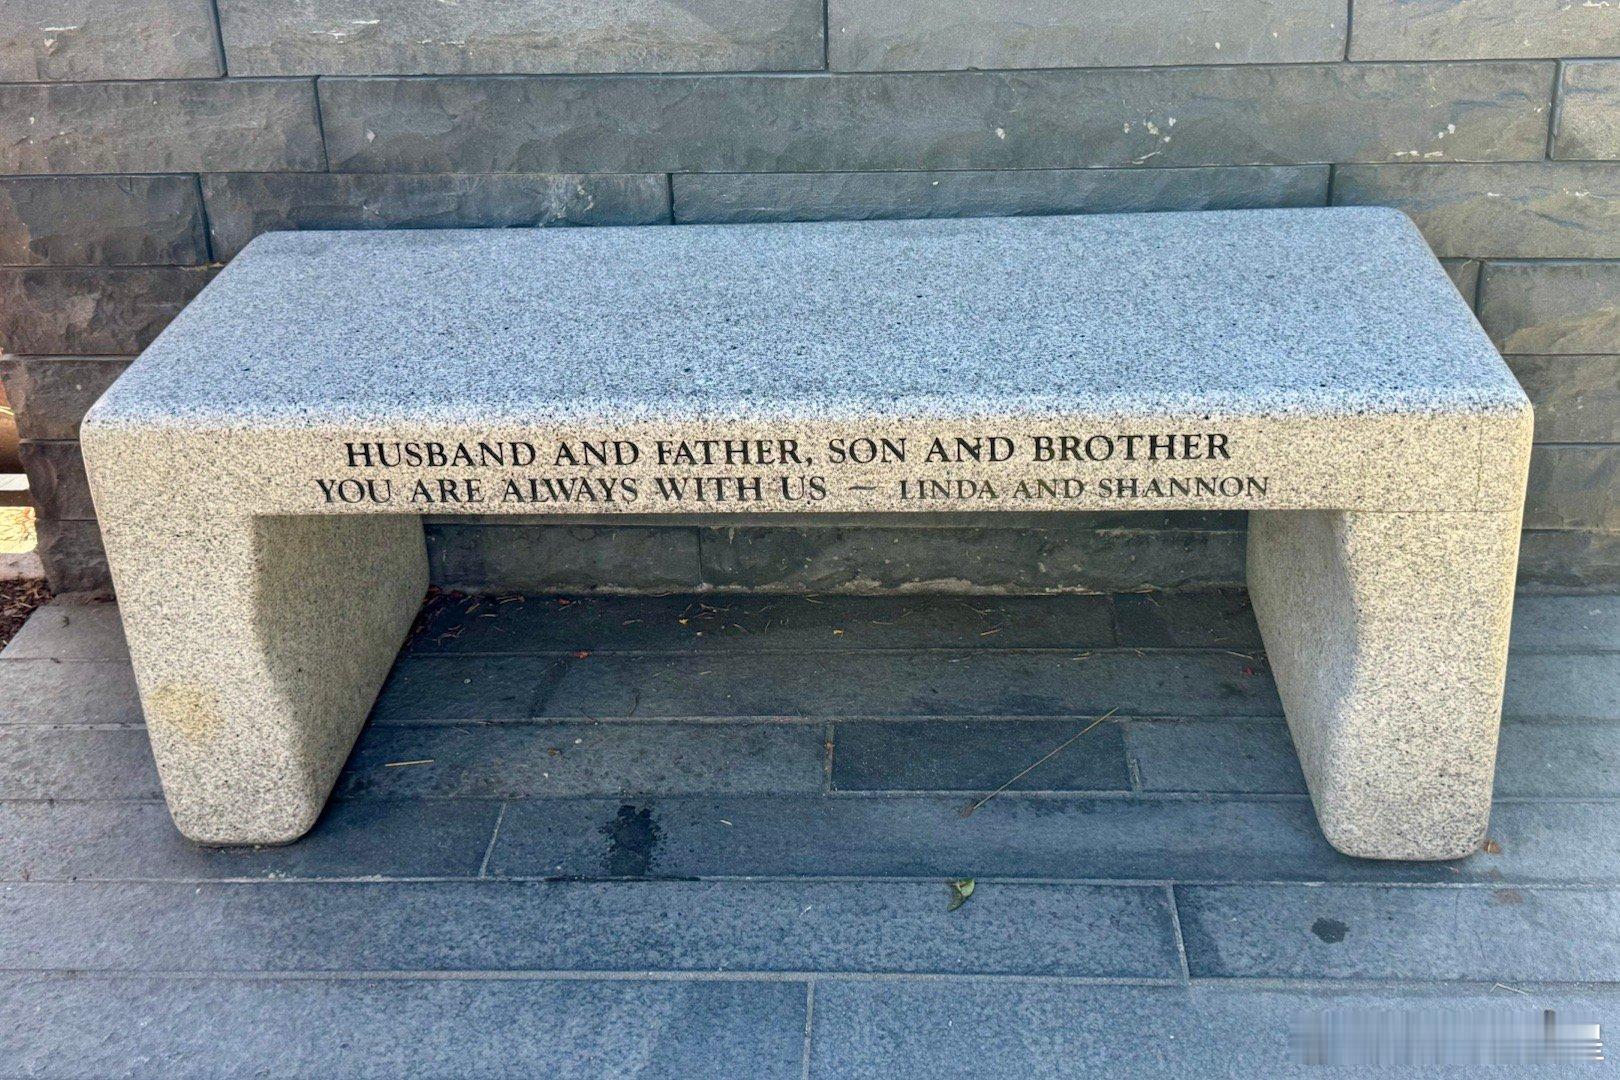 HUSBAND AND FATHER, SON AND BROTHER
YOU ARE ALWAYS WITH US – LINDA AND SHANNON